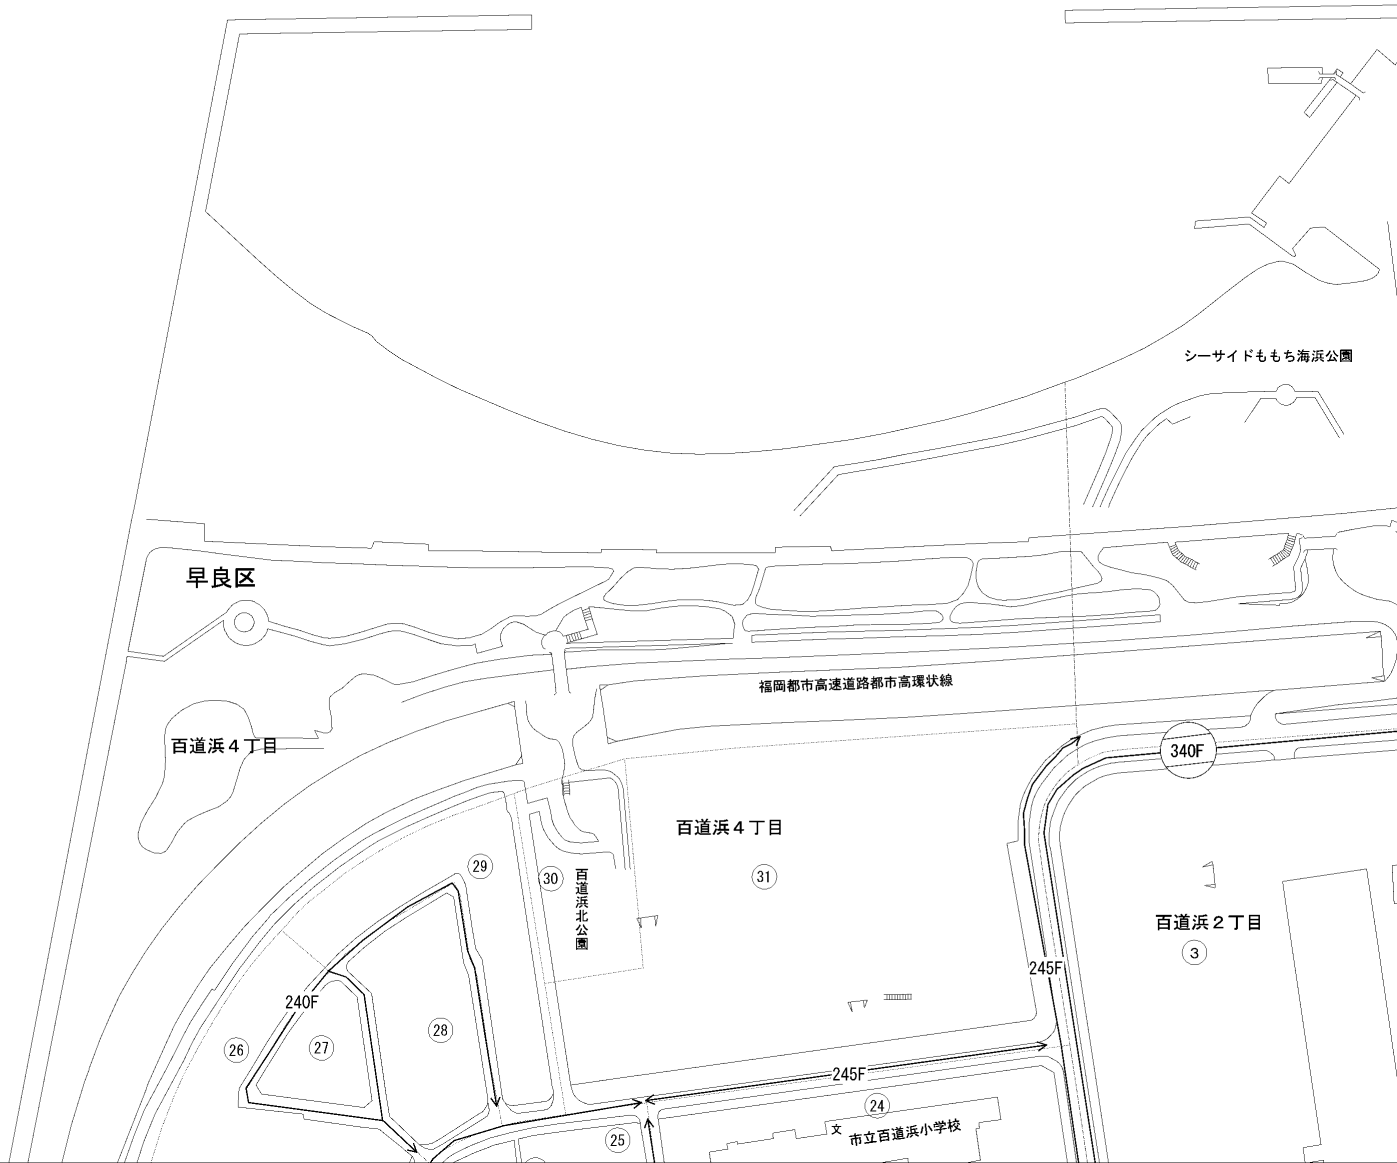 シーサイドももち海浜公園
早良区
福岡都市高速道路都市高環状線
百道浜４丁目
340F
百道浜４丁目
29
30
31
百道浜北公園
百道浜２丁目
3
245F
240F
28
27
26
245F
24
市立百道浜小学校
文
25